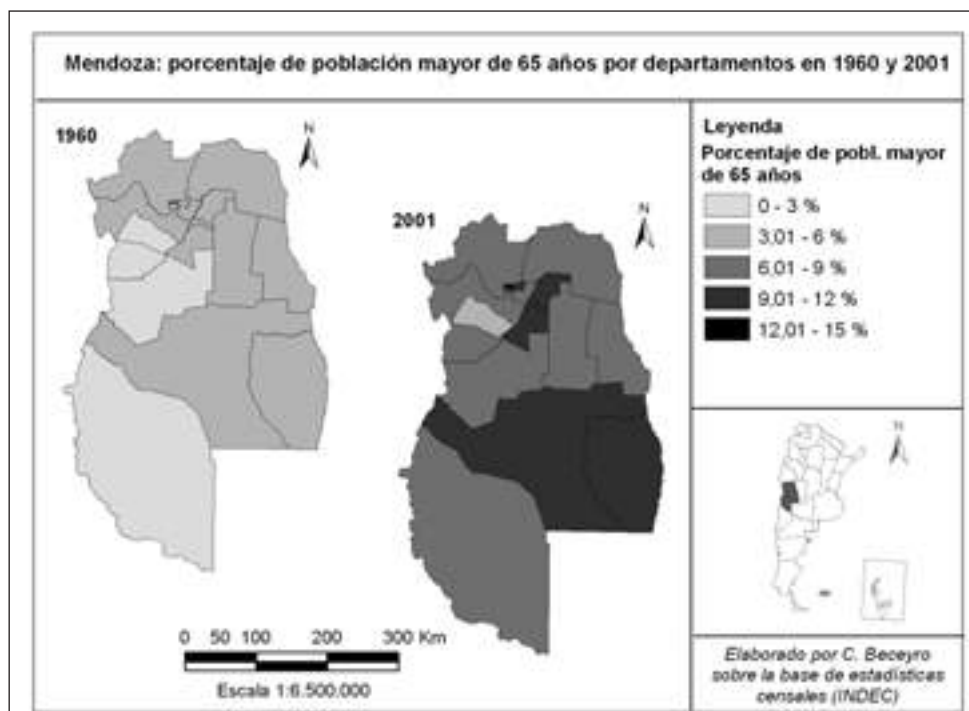 Mendoza: porcentaje de población mayor de 65 años por departamentos en 1960 y 2001
1960
N
2001
N
Leyenda
Porcentaje de pobl. mayor
de 65 años
0 - 3 %
3,01 - 6 %
6,01 - 9 %
9,01 - 12 %
12,01 - 15 %
N
0 50 100 200 300 Km
Escala 1:6.500.000
Elaborado por C. Beceyro
sobre la base de estadísticas
censales (INDEC)